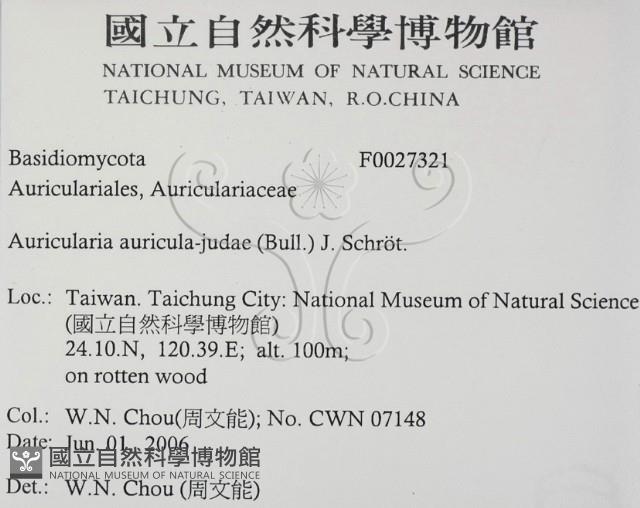 國立自然科學博物館
NATIONAL MUSEUM OF NATURAL SCIENCE
TAICHUNG, TAIWAN, R.O.CHINA
Basidiomycota F0027321
Auriculariales, Auriculariaceae
Auricularia auricula-judae (Bull.) J. Schröt.
Loc.: Taiwan. Taichung City: National Museum of Natural Science
(國立自然科學博物館)
24.10.N, 120.39.E; alt. 100m;
on rotten wood
Col.: W.N. Chou(周文能); No. CWN 07148
Date: Jun. 01, 2006
國立自然科學博物館
NATIONAL MUSEUM OF NATURAL SCIENCE
Det.: W.N. Chou (周文能)